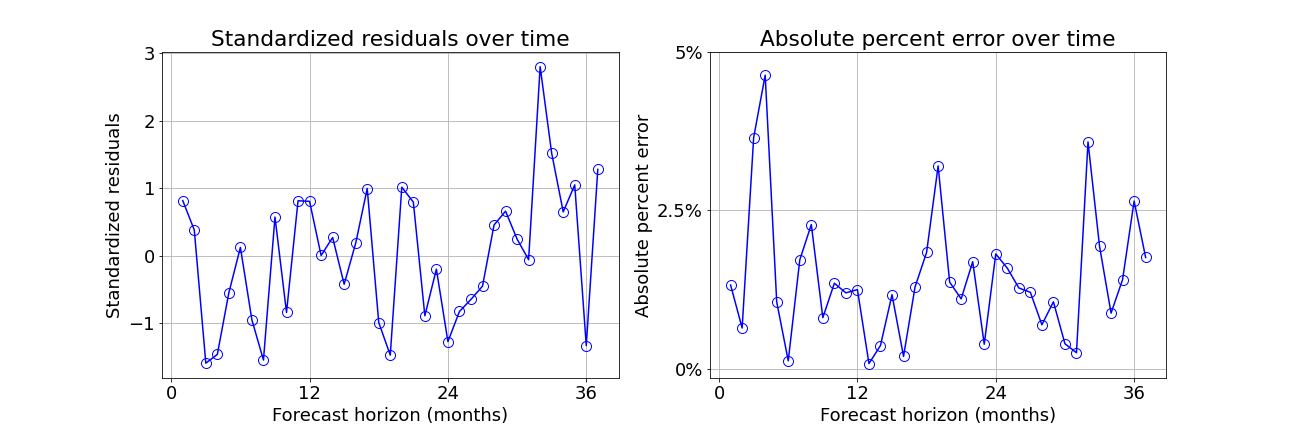 Standardized residuals over time
Standardized residuals
3
2
1
0
−1
0 12 24 36
Forecast horizon (months)
Absolute percent error over time
Absolute percent error
5%
2.5%
0%
0 12 24 36
Forecast horizon (months)